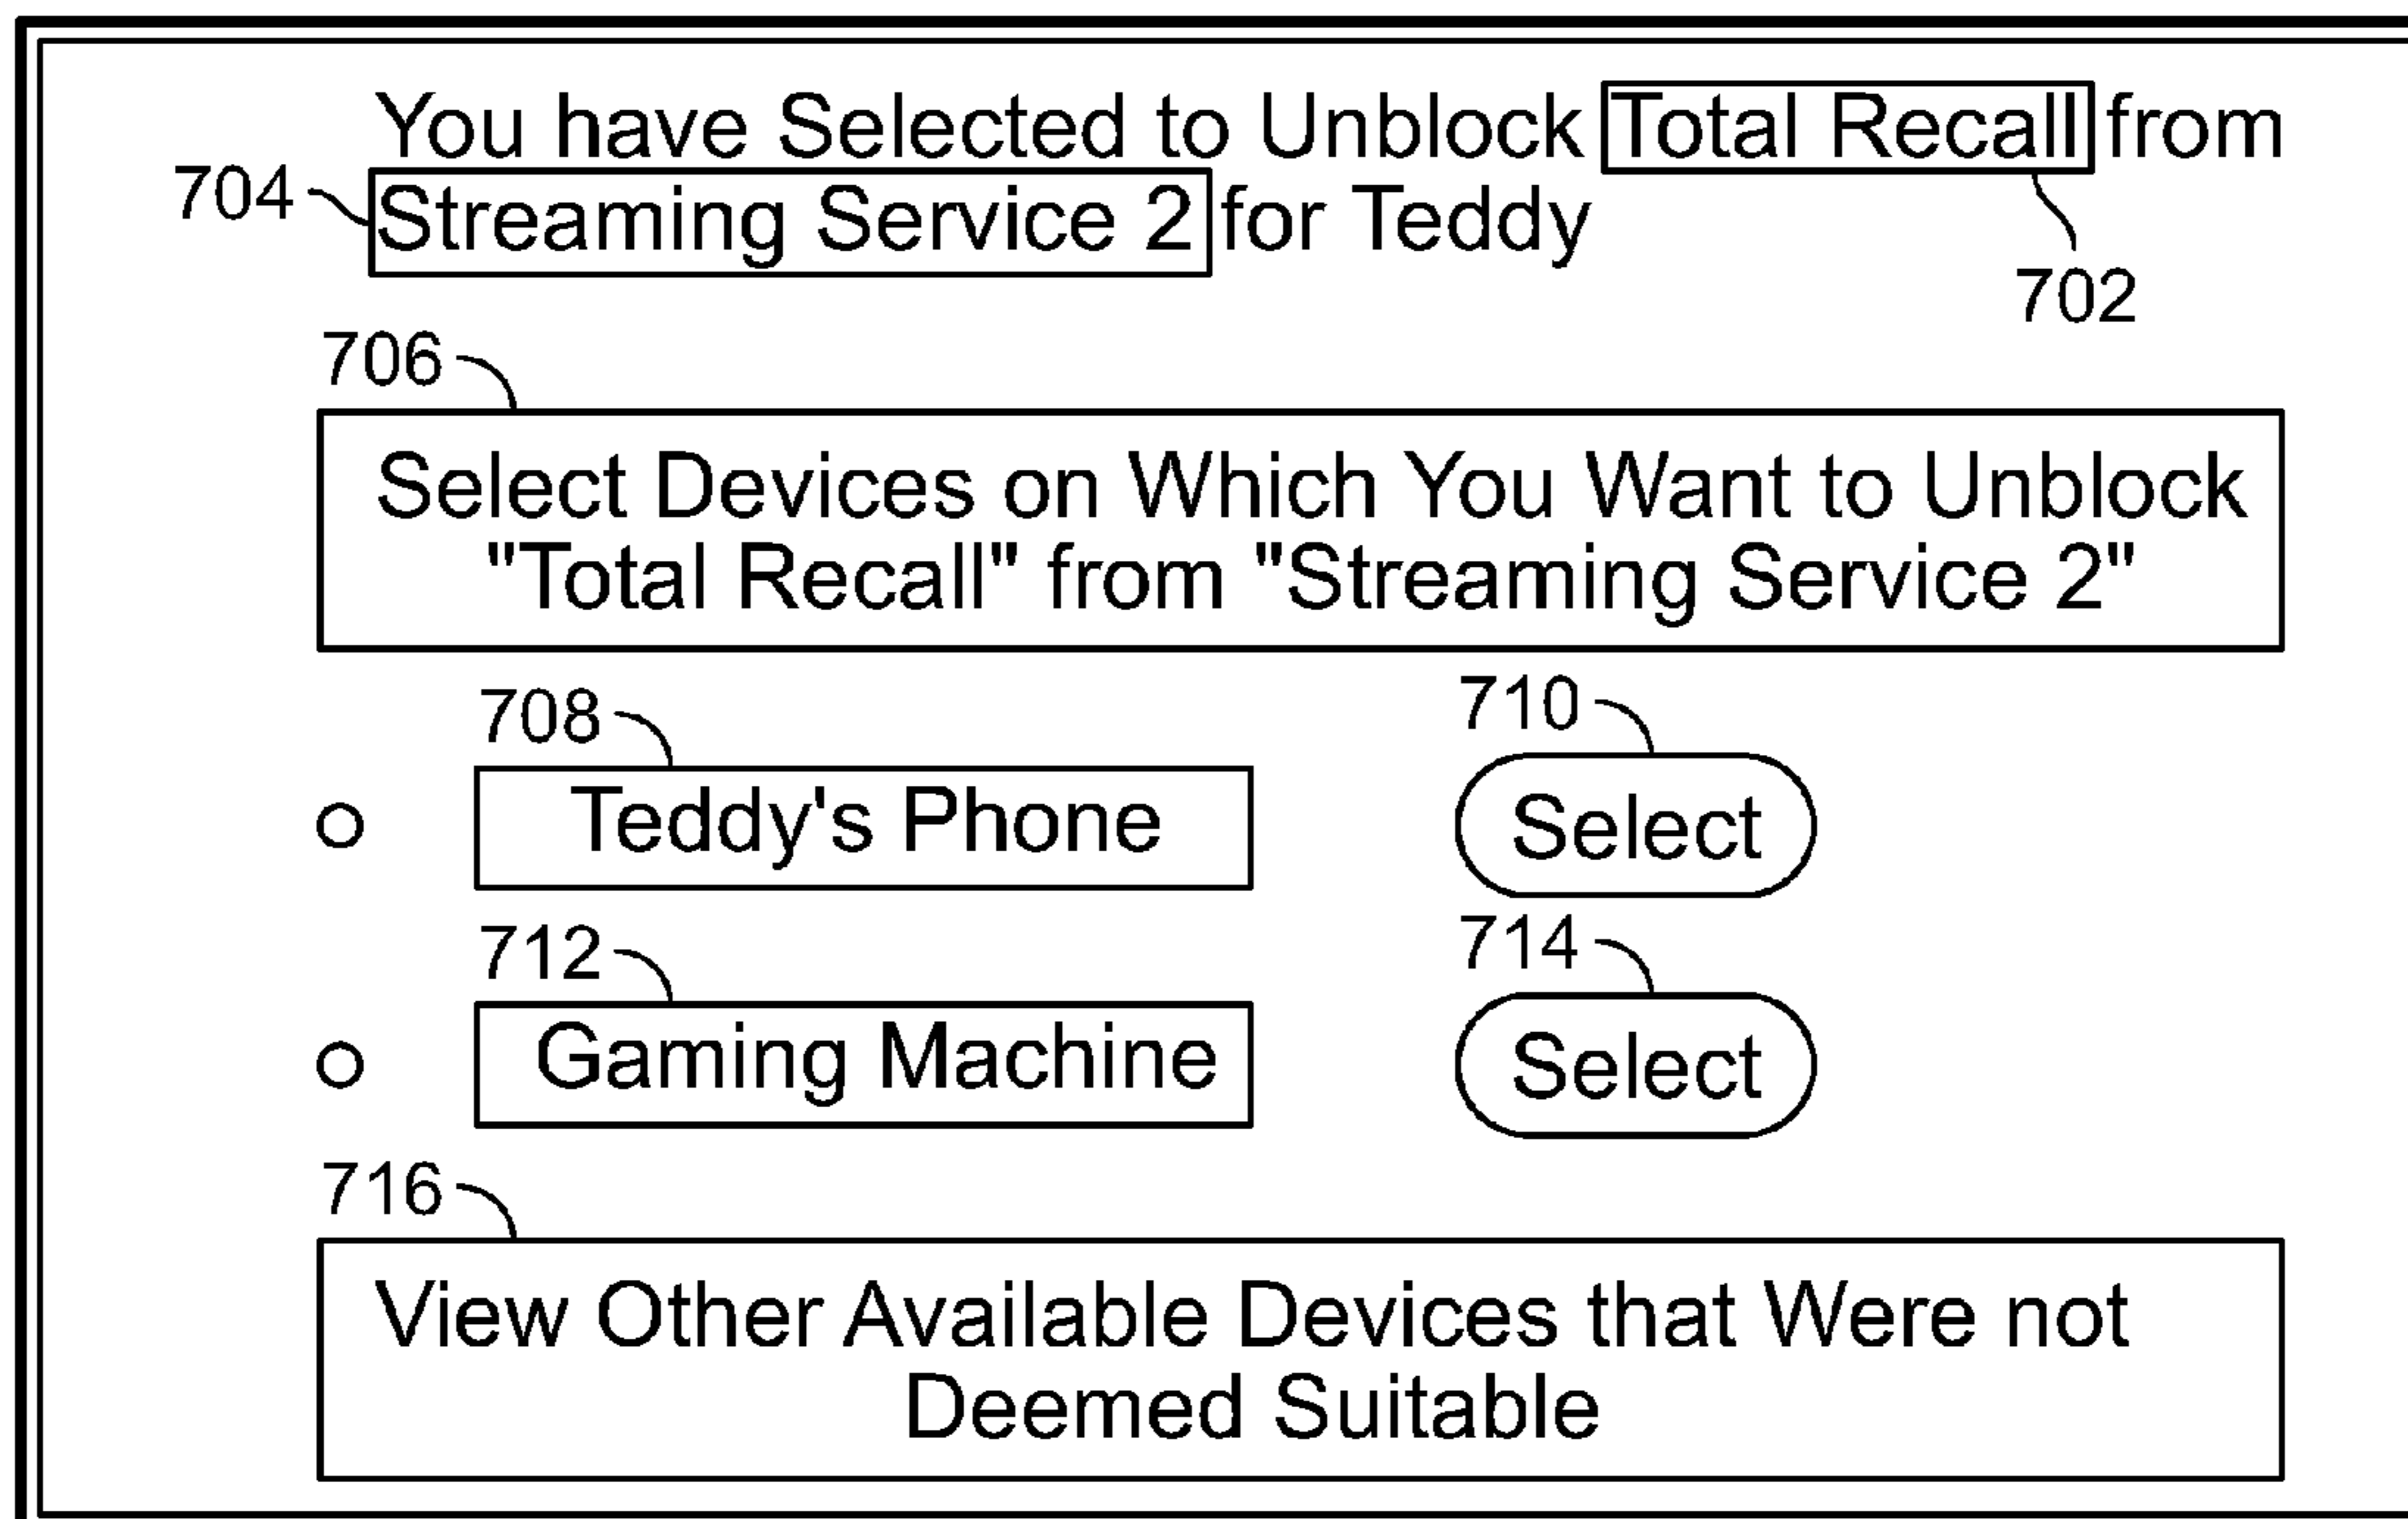 You have Selected to Unblock Total Recall from
704 Streaming Service 2 for Teddy
702
706
Select Devices on Which You Want to Unblock
"Total Recall" from "Streaming Service 2"
708 710
Teddy's Phone Select
712 714
Gaming Machine Select
716
View Other Available Devices that Were not
Deemed Suitable